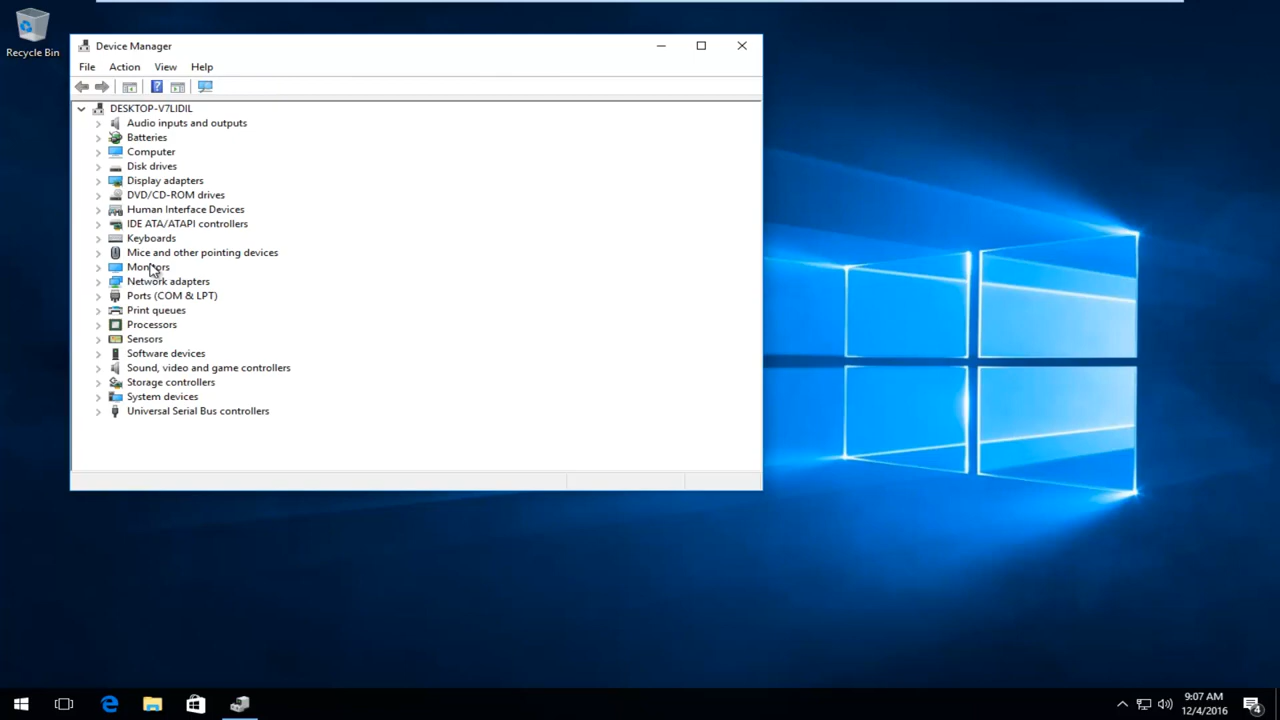 Recycle Bin
Device Manager
File Action View Help
DESKTOP-V7LIDIL
Audio inputs and outputs
Batteries
Computer
Disk drives
Display adapters
DVD/CD-ROM drives
Human Interface Devices
IDE ATA/ATAPI controllers
Keyboards
Mice and other pointing devices
Monitors
Network adapters
Ports (COM & LPT)
Print queues
Processors
Sensors
Software devices
Sound, video and game controllers
Storage controllers
System devices
Universal Serial Bus controllers
9:07 AM
12/4/2016
4